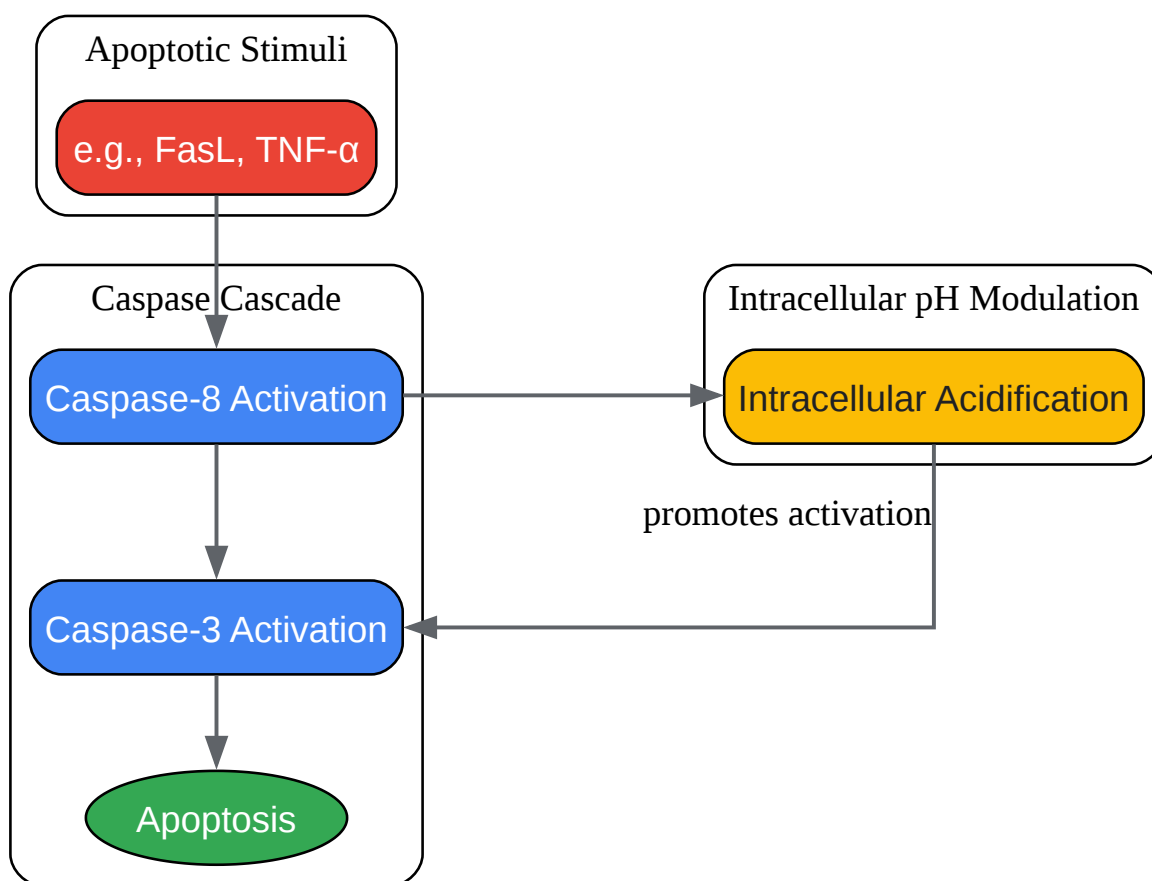 Apoptotic Stimuli
e.g., FasL, TNF-α
Caspase Cascade
Intracellular pH Modulation
Caspase-8 Activation
Intracellular Acidification
promotes activation
Caspase-3 Activation
Apoptosis